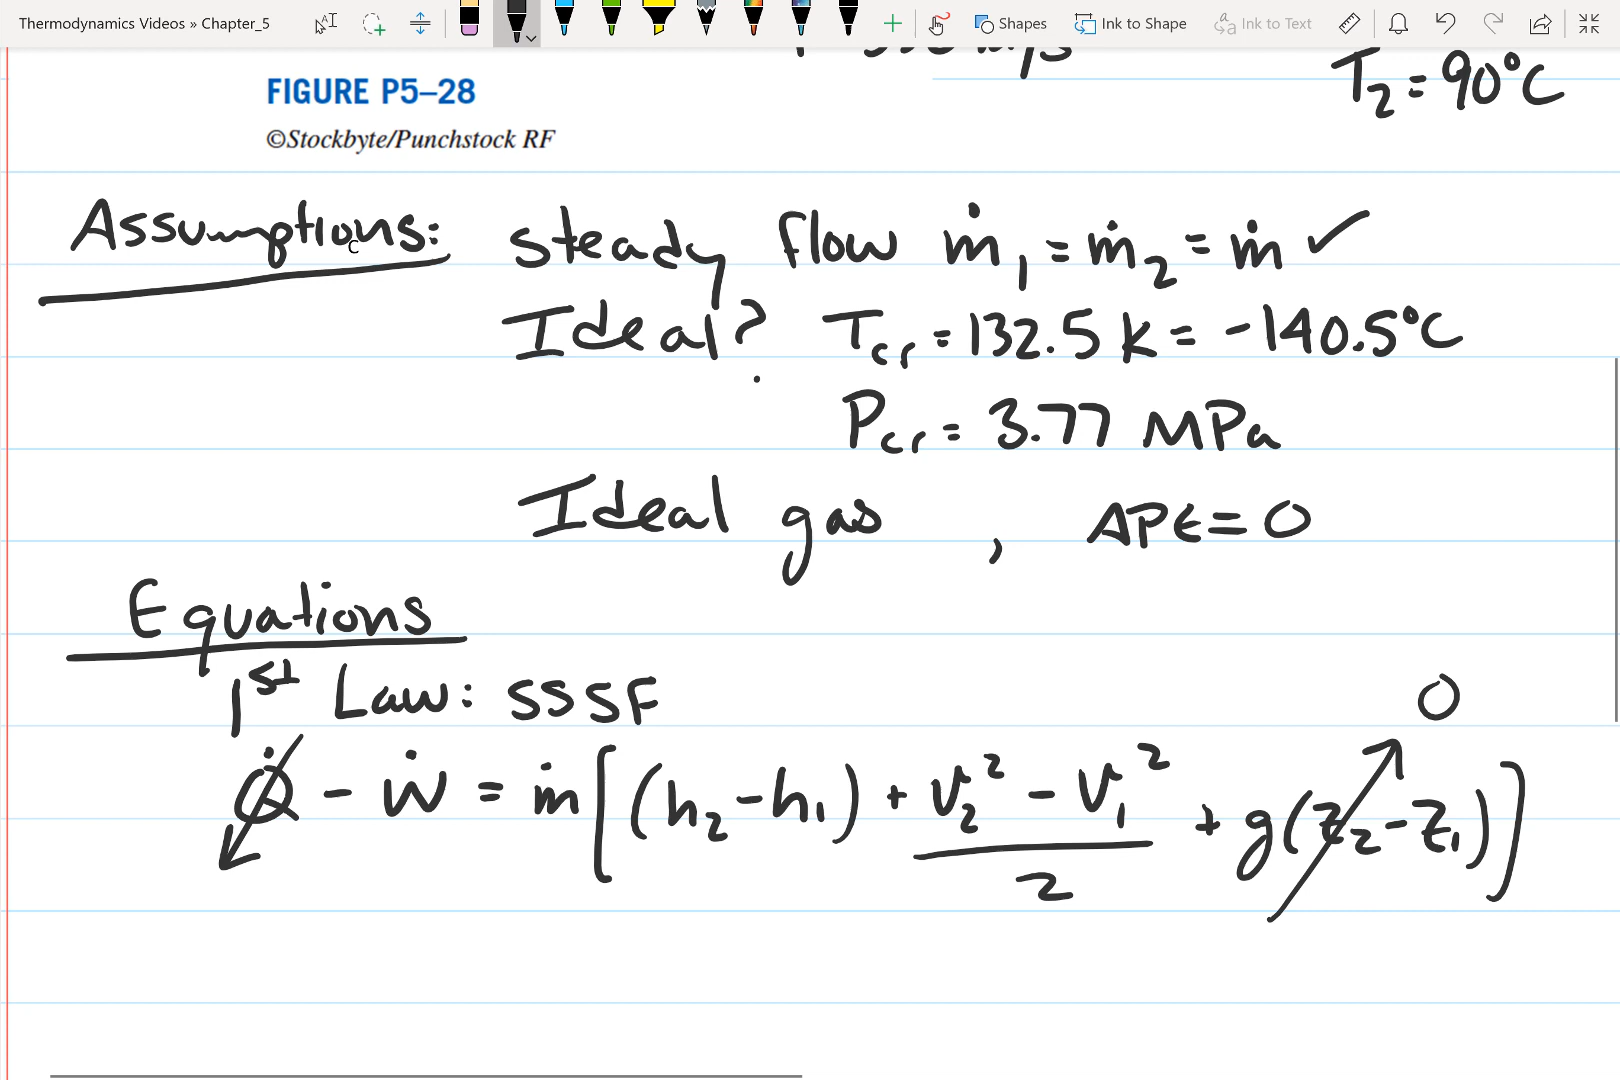 Thermodynamics Videos » Chapter_5
Shapes
Ink to Shape
Ink to Text
T₂ = 90°C
FIGURE P5–28
©Stockbyte/Punchstock RF
Assumptions: steady flow ṁ₁ = ṁ₂ = ṁ ✓
Ideal? Tcr = 132.5 K = -140.5°C
Pcr = 3.77 MPa
Ideal gas , ΔPE = 0
Equations
1st Law: SSSF
0
Q̇ - Ẇ = ṁ[(h₂ - h₁) + (V₂² - V₁²)/2 + g(z₂ - z₁)]